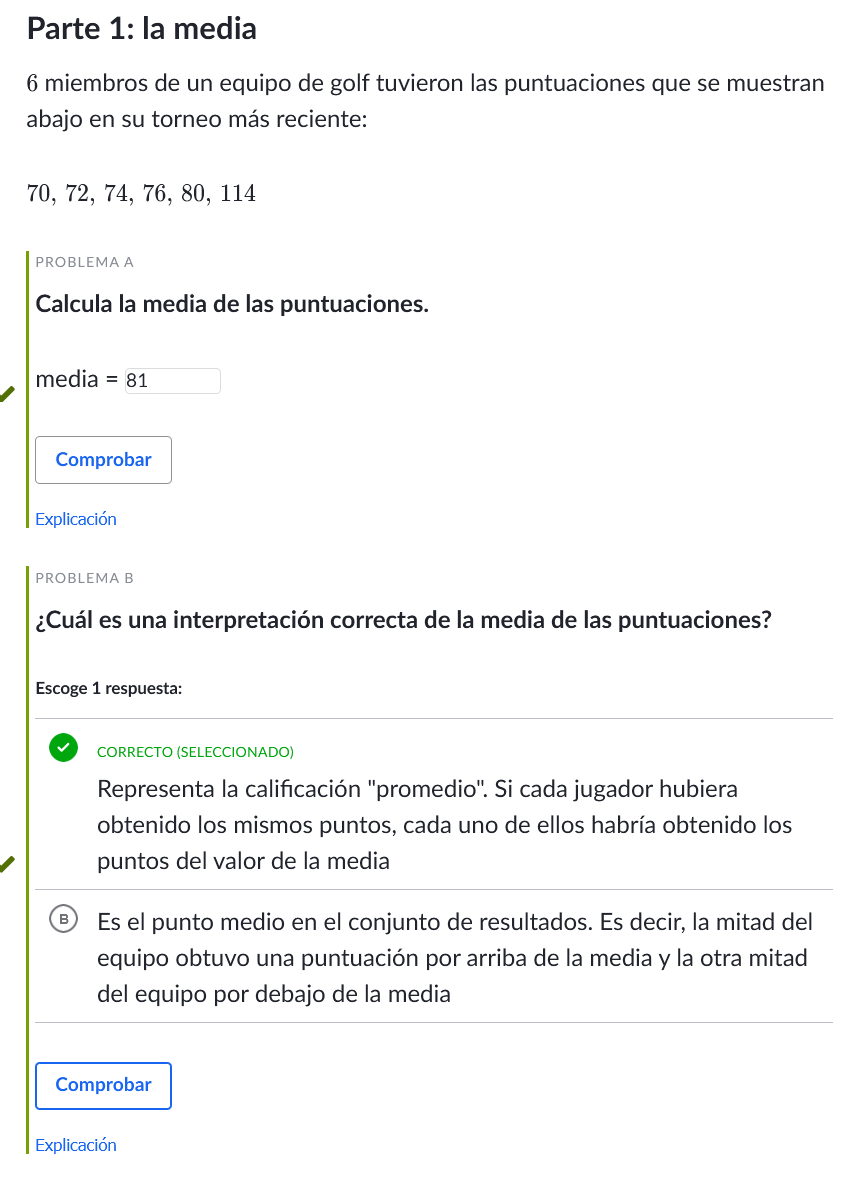 Parte 1: la media
6 miembros de un equipo de golf tuvieron las puntuaciones que se muestran
abajo en su torneo más reciente:
70, 72, 74, 76, 80, 114
PROBLEMA A
Calcula la media de las puntuaciones.
media = 81
Comprobar
Explicación
PROBLEMA B
¿Cuál es una interpretación correcta de la media de las puntuaciones?
Escoge 1 respuesta:
CORRECTO (SELECCIONADO)
Representa la calificación "promedio". Si cada jugador hubiera
obtenido los mismos puntos, cada uno de ellos habría obtenido los
puntos del valor de la media
B
Es el punto medio en el conjunto de resultados. Es decir, la mitad del
equipo obtuvo una puntuación por arriba de la media y la otra mitad
del equipo por debajo de la media
Comprobar
Explicación